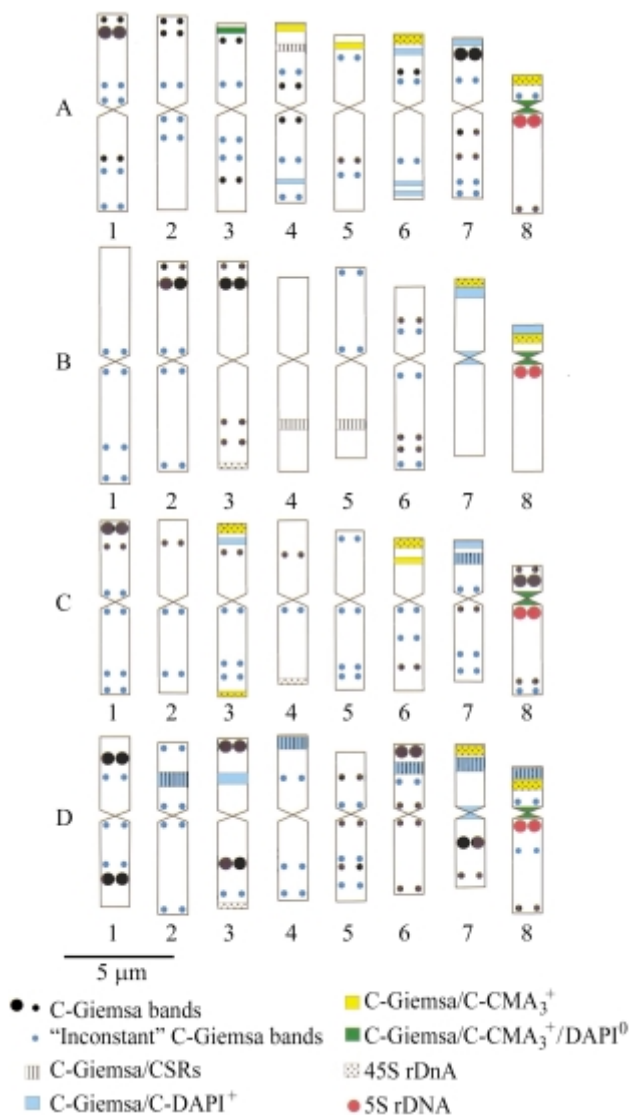 A
1 2 3 4 5 6 7 8
B
1 2 3 4 5 6 7 8
C
1 2 3 4 5 6 7 8
D
1 2 3 4 5 6 7 8
5 μm
C-Giemsa bands
"Inconstant" C-Giemsa bands
C-Giemsa/CSRs
C-Giemsa/C-DAPI⁺
C-Giemsa/C-CMA₃⁺
C-Giemsa/C-CMA₃⁺/DAPI⁰
45S rDnA
5S rDNA